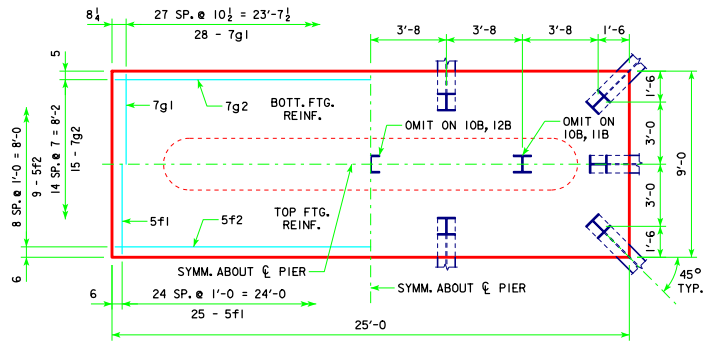 8¼
27 SP.@ 10½ = 23'-7½
28 - 7g1
3'-8
3'-8
3'-8
1'-6
5
7g1
7g2
BOTT.FTG.
REINF.
OMIT ON
10B,12B
OMIT ON
10B,11B
1'-6
3'-0
9'-0
3'-0
1'-6
8 SP.@ 1'-0 = 8'-0
9 - 5f2
14 SP.@ 7 = 8'-2
15 - 7g2
5f1
5f2
TOP FTG.
REINF.
6
SYMM. ABOUT ℄ PIER
SYMM. ABOUT ℄ PIER
45°
TYP.
6
24 SP.@ 1'-0 = 24'-0
25 - 5f1
25'-0